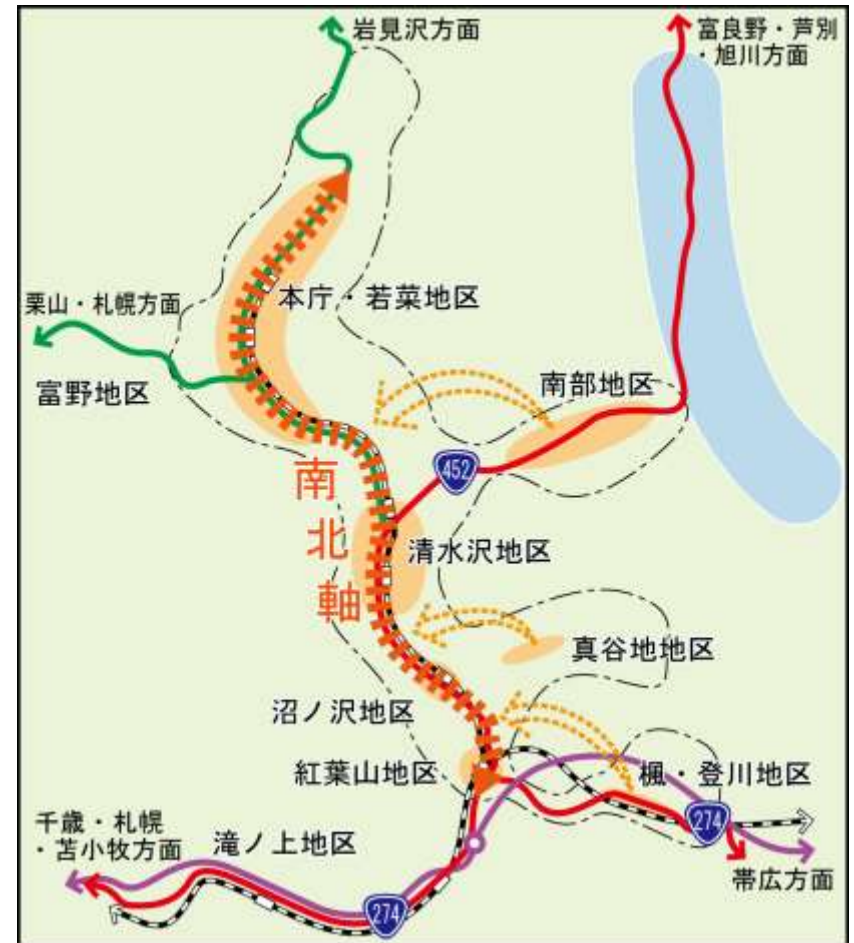 岩見沢方面
富良野・芦別
・旭川方面
本庁・若菜地区
栗山・札幌方面
富野地区
南部地区
452
南
北
軸
清水沢地区
真谷地地区
沼ノ沢地区
紅葉山地区
楓・登川地区
274
千歳・札幌
・苫小牧方面
滝ノ上地区
帯広方面
274